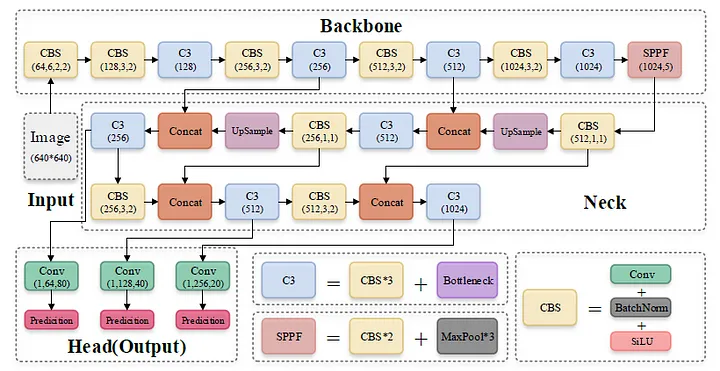 Backbone
CBS
(64,6,2,2)
CBS
(128,3,2)
C3
(128)
CBS
(256,3,2)
C3
(256)
CBS
(512,3,2)
C3
(512)
CBS
(1024,3,2)
C3
(1024)
SPPF
(1024,5)
Image
(640*640)
Input
C3
(256)
Concat
UpSample
CBS
(256,1,1)
C3
(512)
Concat
UpSample
CBS
(512,1,1)
CBS
(256,3,2)
Concat
C3
(512)
CBS
(512,3,2)
Concat
C3
(1024)
Neck
Conv
(1,64,80)
Conv
(1,128,40)
Conv
(1,256,20)
Predicition
Predicition
Predicition
Head(Output)
C3 = CBS*3 + Bottleneck
SPPF = CBS*2 + MaxPool*3
CBS =
Conv
+
BatchNorm
+
SiLU